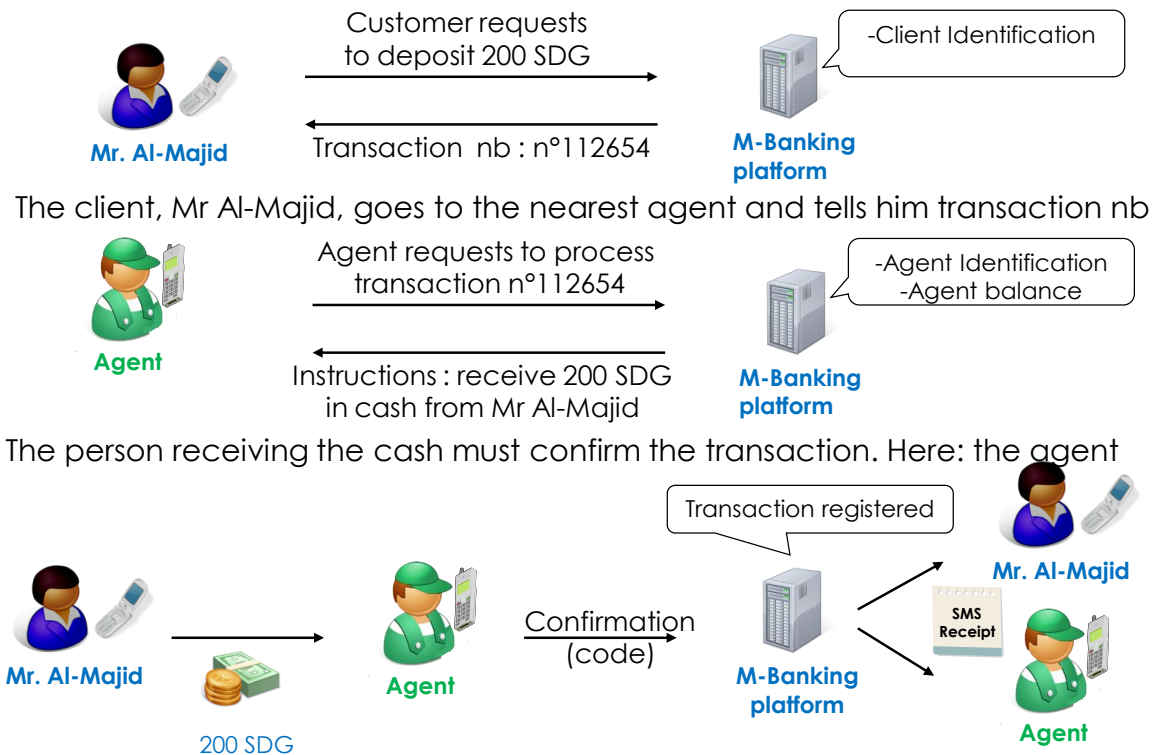 Customer requests
to deposit 200 SDG
-Client Identification
Transaction nb : n°112654
Mr. Al-Majid
M-Banking
platform
The client, Mr Al-Majid, goes to the nearest agent and tells him transaction nb
Agent requests to process
transaction n°112654
-Agent Identification
-Agent balance
Agent
Instructions : receive 200 SDG
in cash from Mr Al-Majid
M-Banking
platform
The person receiving the cash must confirm the transaction. Here: the agent
Transaction registered
Mr. Al-Majid
SMS
Receipt
Confirmation
(code)
Mr. Al-Majid
Agent
M-Banking
platform
Agent
200 SDG